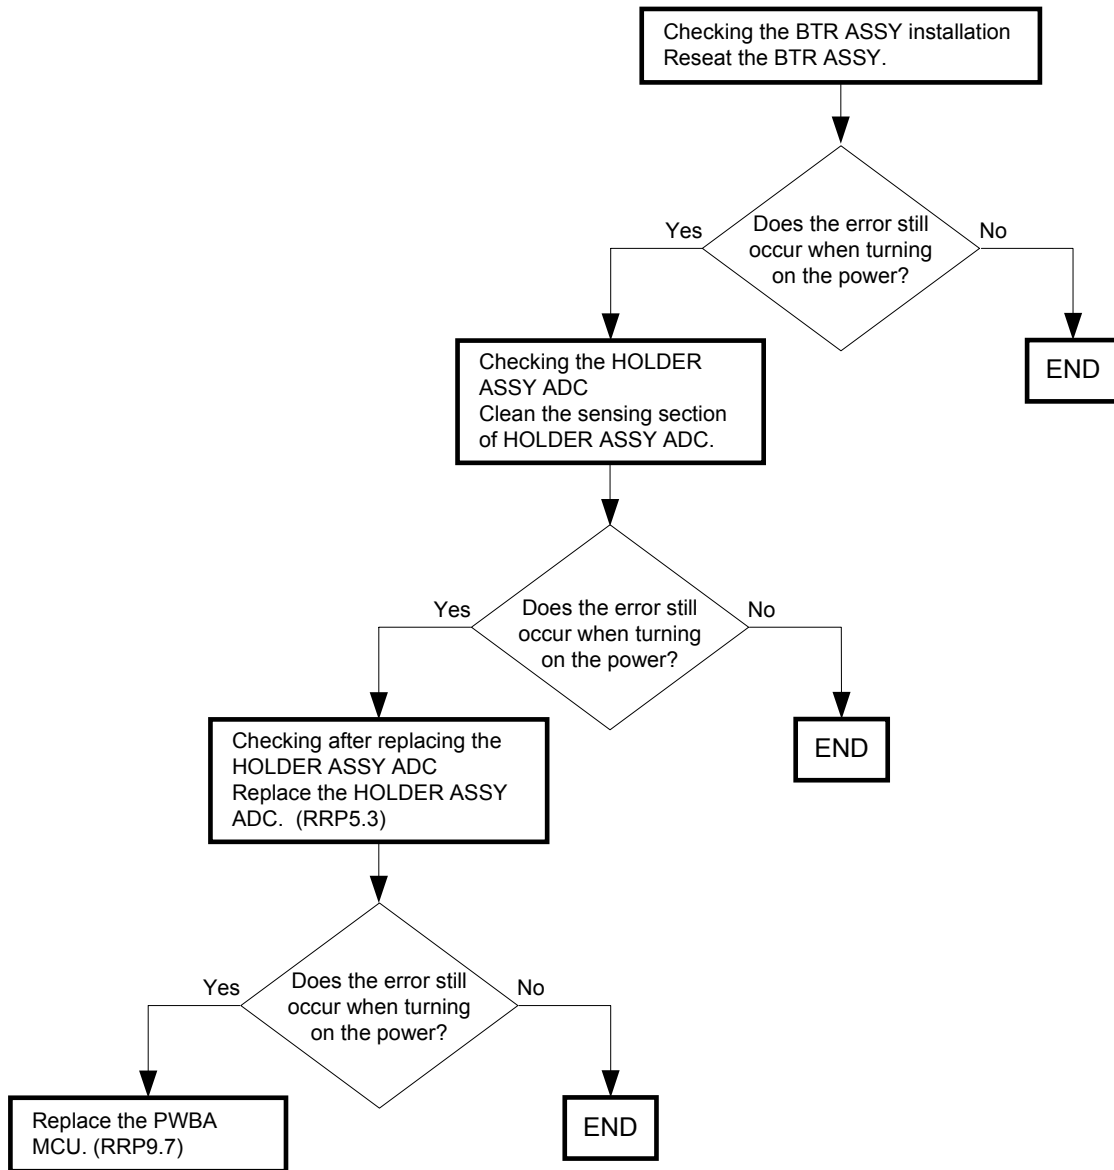 Checking the BTR ASSY installation
Reseat the BTR ASSY.
Yes
Does the error still
occur when turning
on the power?
No
Checking the HOLDER
ASSY ADC
Clean the sensing section
of HOLDER ASSY ADC.
END
Yes
Does the error still
occur when turning
on the power?
No
Checking after replacing the
HOLDER ASSY ADC
Replace the HOLDER ASSY
ADC.  (RRP5.3)
END
Yes
Does the error still
occur when turning
on the power?
No
Replace the PWBA
MCU. (RRP9.7)
END